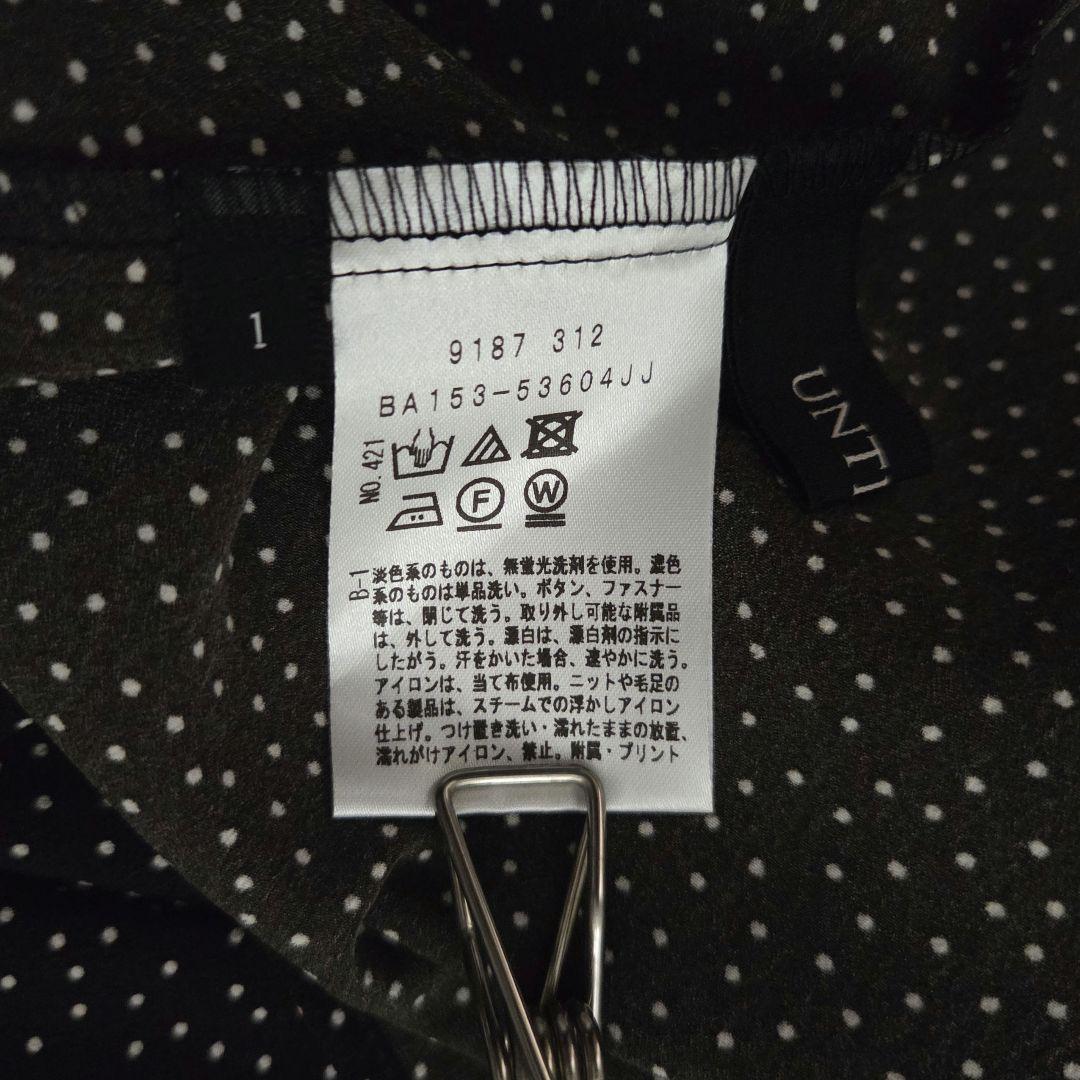 1
9187 312
BA153-53604JJ
NO.421
F
W
B-1
淡色系のものは、無蛍光洗剤を使用。濃色
系のものは単品洗い。ボタン、ファスナー
等は、閉じて洗う。取り外し可能な附属品
は、外して洗う。漂白は、漂白剤の指示に
したがう。汗をかいた場合、速やかに洗う。
アイロンは、当て布使用。ニットや毛足の
ある製品は、スチームでの浮かしアイロン
仕上げ。つけ置き洗い・濡れたままの放置、
濡れがけアイロン、禁止。附属・プリント
UNTI